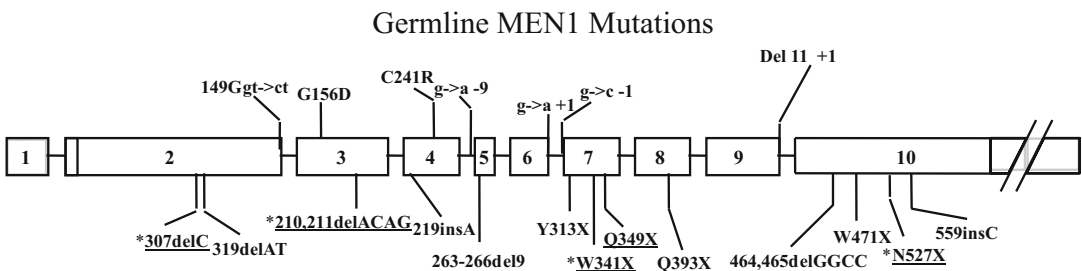 Germline MEN1 Mutations
Del 11 +1
149Ggt->ct
G156D
C241R
g->a -9
g->a +1
g->c -1
1
2
3
4
5
6
7
8
9
10
*307delC
319delAT
*210,211delACAG
219insA
263-266del9
Y313X
*W341X
Q349X
Q393X
464,465delGGCC
W471X
*N527X
559insC